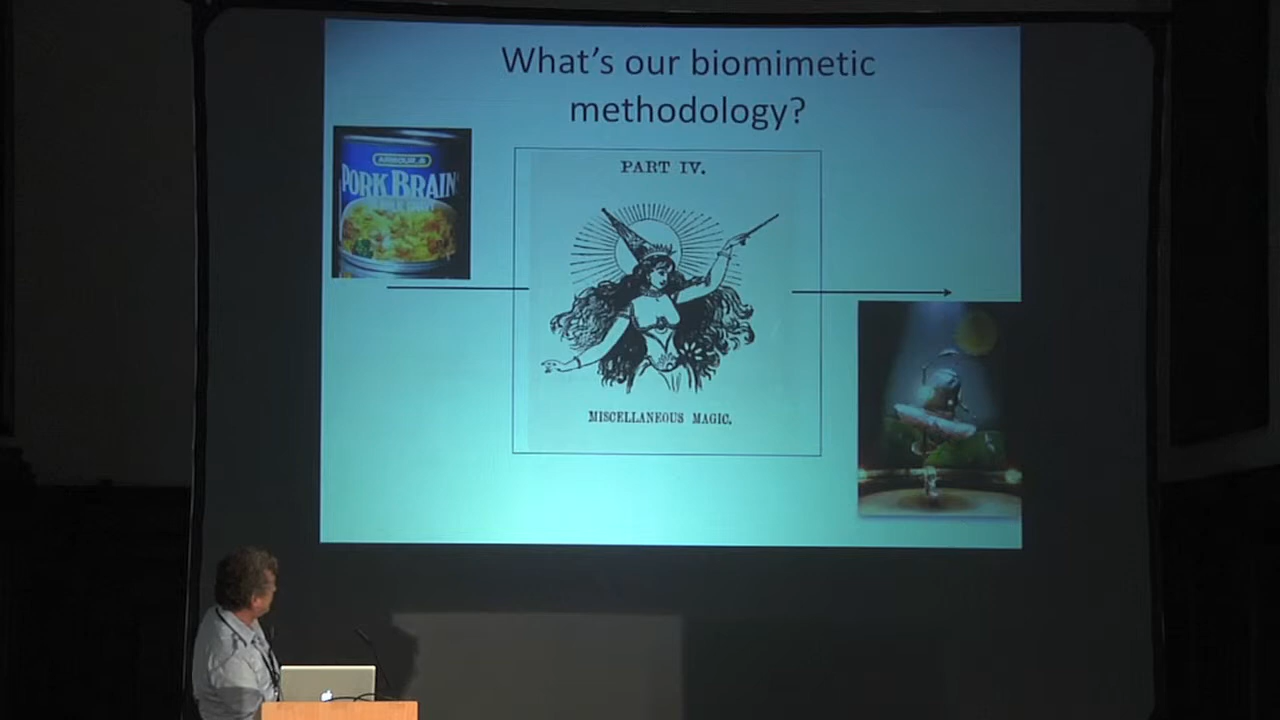 What's our biomimetic
methodology?
ARMOUR
PORK BRAIN
PART IV.
MISCELLANEOUS MAGIC.